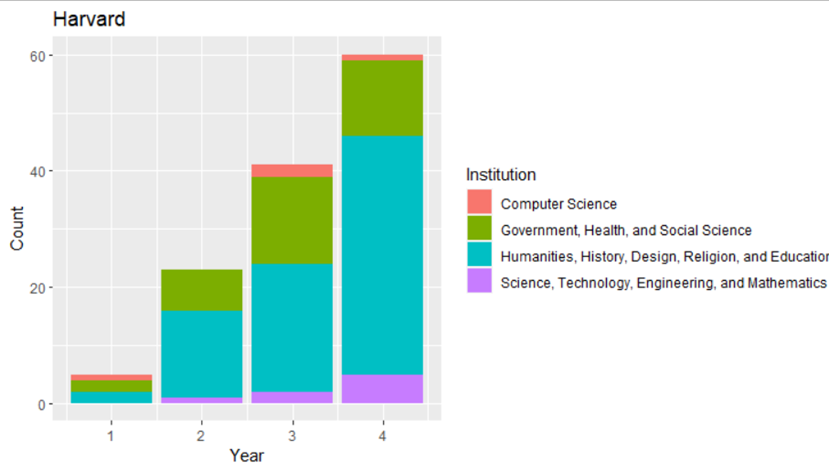 Harvard
60
40
20
0
Count
1 2 3 4
Year
Institution
Computer Science
Government, Health, and Social Science
Humanities, History, Design, Religion, and Education
Science, Technology, Engineering, and Mathematics